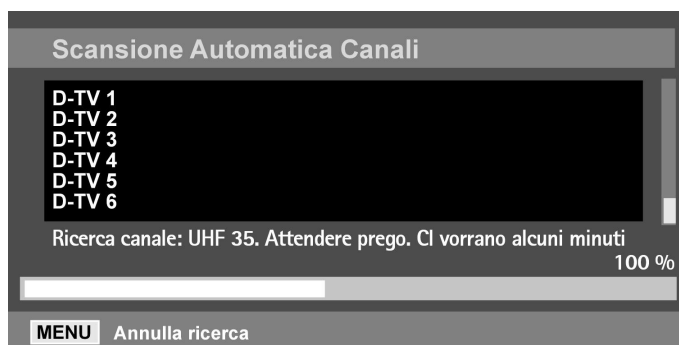 Scansione Automatica Canali
D-TV 1
D-TV 2
D-TV 3
D-TV 4
D-TV 5
D-TV 6
Ricerca canale: UHF 35. Attendere prego. CI vorrano alcuni minuti
100 %
MENU Annulla ricerca